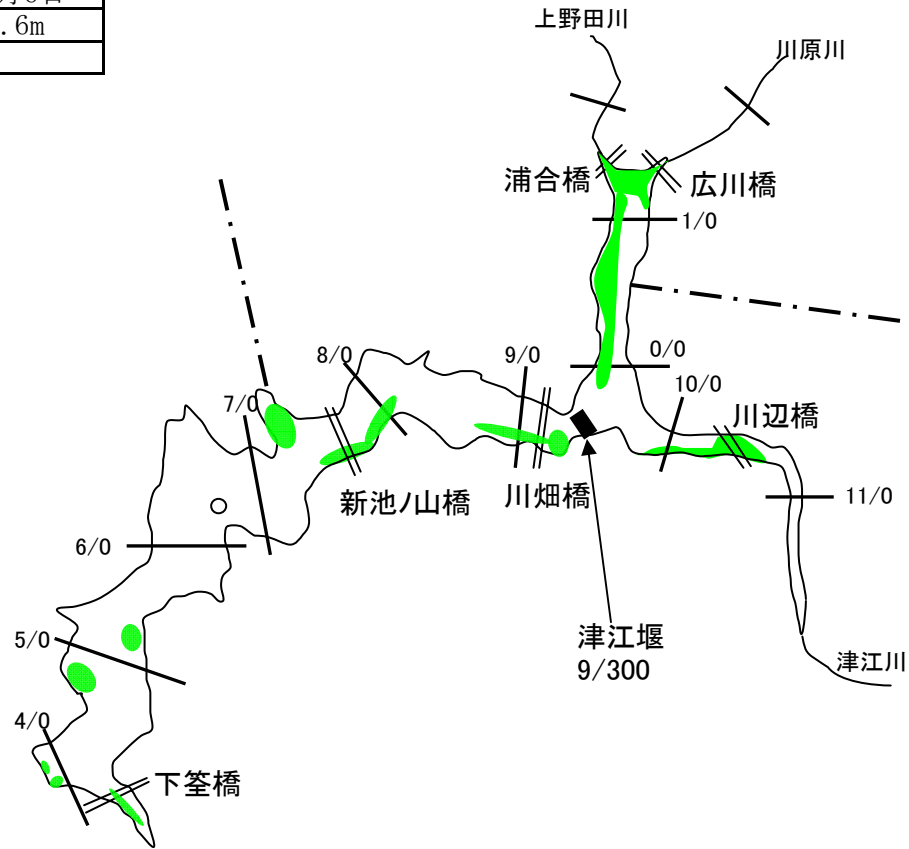 .6m
上野田川
川原川
浦合橋
広川橋
1/0
0/0
9/0
8/0
10/0
7/0
川辺橋
新池ノ山橋
川畑橋
11/0
6/0
津江堰
9/300
5/0
津江川
4/0
下筌橋